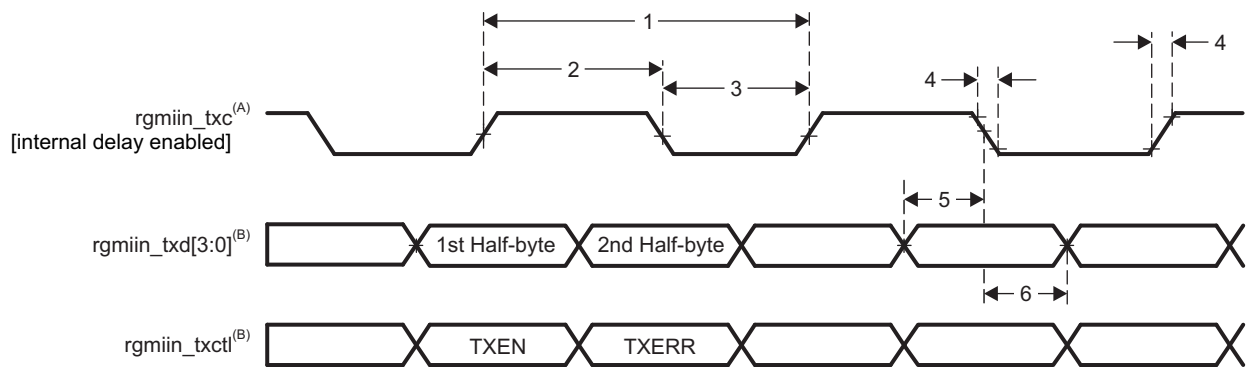 1
2
3
4
4
rgmiin_txc(A)
[internal delay enabled]
5
rgmiin_txd[3:0](B)
1st Half-byte
2nd Half-byte
6
rgmiin_txctl(B)
TXEN
TXERR